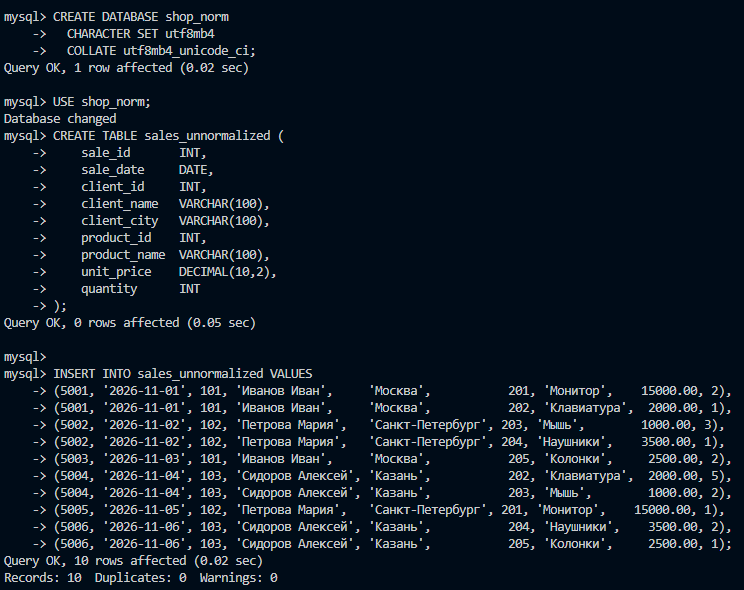 mysql> CREATE DATABASE shop_norm
    ->   CHARACTER SET utf8mb4
    ->   COLLATE utf8mb4_unicode_ci;
Query OK, 1 row affected (0.02 sec)

mysql> USE shop_norm;
Database changed
mysql> CREATE TABLE sales_unnormalized (
    ->     sale_id      INT,
    ->     sale_date    DATE,
    ->     client_id    INT,
    ->     client_name  VARCHAR(100),
    ->     client_city  VARCHAR(100),
    ->     product_id   INT,
    ->     product_name VARCHAR(100),
    ->     unit_price   DECIMAL(10,2),
    ->     quantity     INT
    -> );
Query OK, 0 rows affected (0.05 sec)

mysql>
mysql> INSERT INTO sales_unnormalized VALUES
    -> (5001, '2026-11-01', 101, 'Иванов Иван',     'Москва',          201, 'Монитор',    15000.00, 2),
    -> (5001, '2026-11-01', 101, 'Иванов Иван',     'Москва',          202, 'Клавиатура',  2000.00, 1),
    -> (5002, '2026-11-02', 102, 'Петрова Мария',   'Санкт-Петербург', 203, 'Мышь',        1000.00, 3),
    -> (5002, '2026-11-02', 102, 'Петрова Мария',   'Санкт-Петербург', 204, 'Наушники',    3500.00, 1),
    -> (5003, '2026-11-03', 101, 'Иванов Иван',     'Москва',          205, 'Колонки',     2500.00, 2),
    -> (5004, '2026-11-04', 103, 'Сидоров Алексей', 'Казань',          202, 'Клавиатура',  2000.00, 5),
    -> (5004, '2026-11-04', 103, 'Сидоров Алексей', 'Казань',          203, 'Мышь',        1000.00, 2),
    -> (5005, '2026-11-05', 102, 'Петрова Мария',   'Санкт-Петербург', 201, 'Монитор',    15000.00, 1),
    -> (5006, '2026-11-06', 103, 'Сидоров Алексей', 'Казань',          204, 'Наушники',    3500.00, 2),
    -> (5006, '2026-11-06', 103, 'Сидоров Алексей', 'Казань',          205, 'Колонки',     2500.00, 1);
Query OK, 10 rows affected (0.02 sec)
Records: 10  Duplicates: 0  Warnings: 0